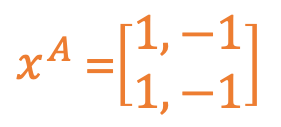 x^A = [1, −1
1, −1]